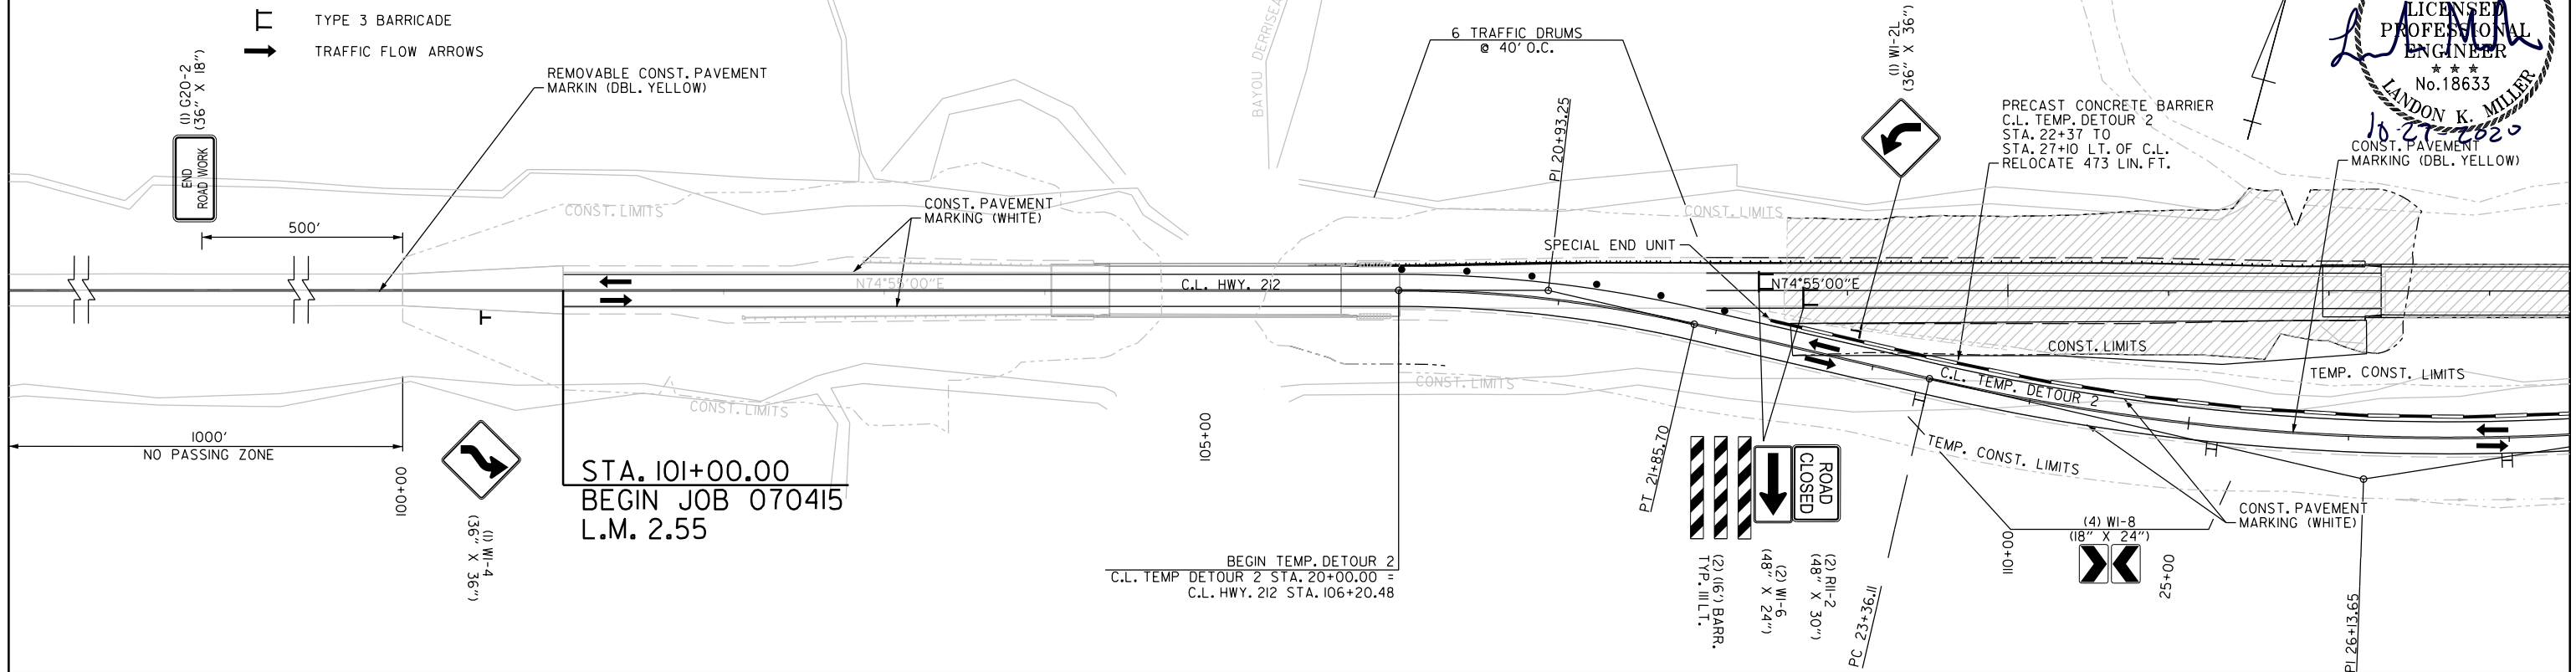 TYPE 3 BARRICADE
TRAFFIC FLOW ARROWS
(1) G20-2
(36" X 18")
END
ROAD WORK
REMOVABLE CONST. PAVEMENT
MARKIN (DBL. YELLOW)
500'
CONST. LIMITS
CONST. PAVEMENT
MARKING (WHITE)
N74°55'00"E
C.L. HWY. 212
BAYOU DERRISEA
6 TRAFFIC DRUMS
@ 40' O.C.
PI 20+93.25
SPECIAL END UNIT
CONST. LIMITS
(1) W1-2L
(36" X 36")
PRECAST CONCRETE BARRIER
C.L. TEMP. DETOUR 2
STA. 22+37 TO
STA. 27+10 LT. OF C.L.
RELOCATE 473 LIN. FT.
LICENSED
PROFESSIONAL
ENGINEER
No. 18633
LANDON K. MILLER
10-27-2020
CONST. PAVEMENT
MARKING (DBL. YELLOW)
N74°55'00"E
CONST. LIMITS
C.L. TEMP. DETOUR 2
TEMP. CONST. LIMITS
1000'
NO PASSING ZONE
100+00
(1) W1-4
(36" X 36")
CONST. LIMITS
STA. 101+00.00
BEGIN JOB 070415
L.M. 2.55
105+00
CONST. LIMITS
BEGIN TEMP. DETOUR 2
C.L. TEMP DETOUR 2 STA. 20+00.00 =
C.L. HWY. 212 STA. 106+20.48
PT 21+85.70
ROAD
CLOSED
(2) (16') BARR.
TYP. III LT.
(2) W1-6
(48" X 24")
(2) R11-2
(48" X 30")
PC 23+36.11
TEMP. CONST. LIMITS
110+00
(4) W1-8
(18" X 24")
25+00
CONST. PAVEMENT
MARKING (WHITE)
PI 26+13.65